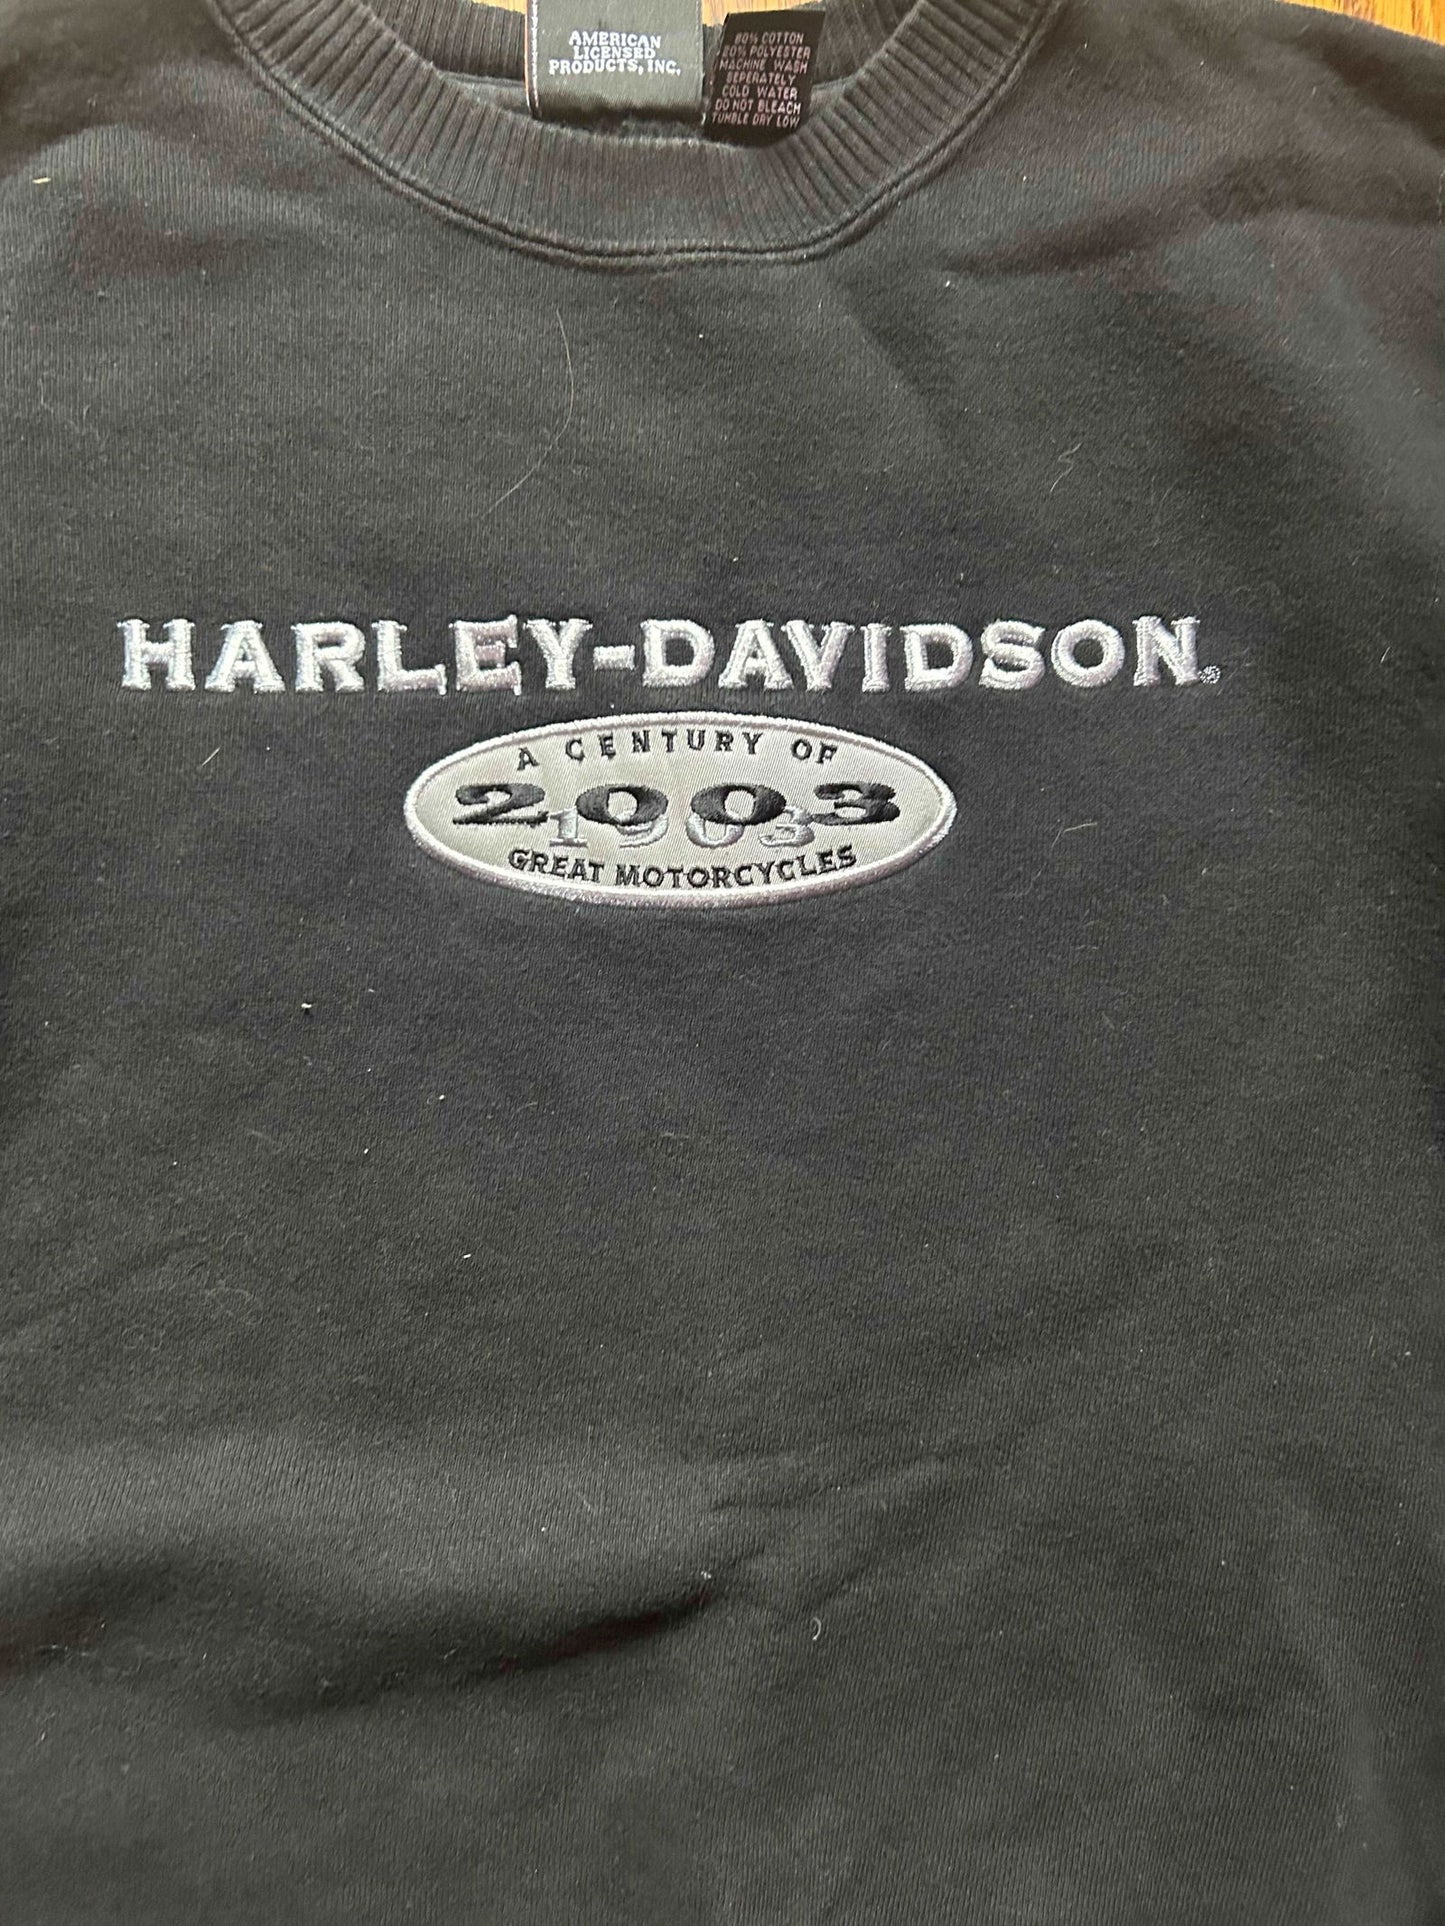 AMERICAN
LICENSED
PRODUCTS, INC.
80% COTTON
20% POLYESTER
MACHINE WASH
SEPERATELY
COLD WATER
DO NOT BLEACH
TUMBLE DRY LOW
HARLEY-DAVIDSON®
A CENTURY OF
2003
1903
GREAT MOTORCYCLES